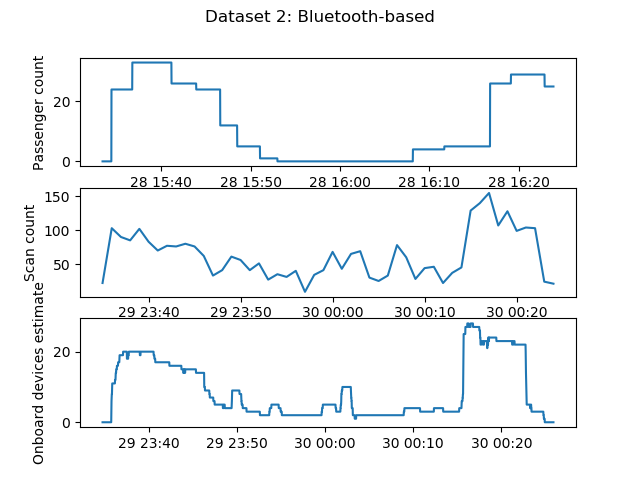 Dataset 2: Bluetooth-based
Passenger count
20
0
28 15:40 28 15:50 28 16:00 28 16:10 28 16:20
Scan count
150
100
50
29 23:40 29 23:50 30 00:00 30 00:10 30 00:20
Onboard devices estimate
20
0
29 23:40 29 23:50 30 00:00 30 00:10 30 00:20